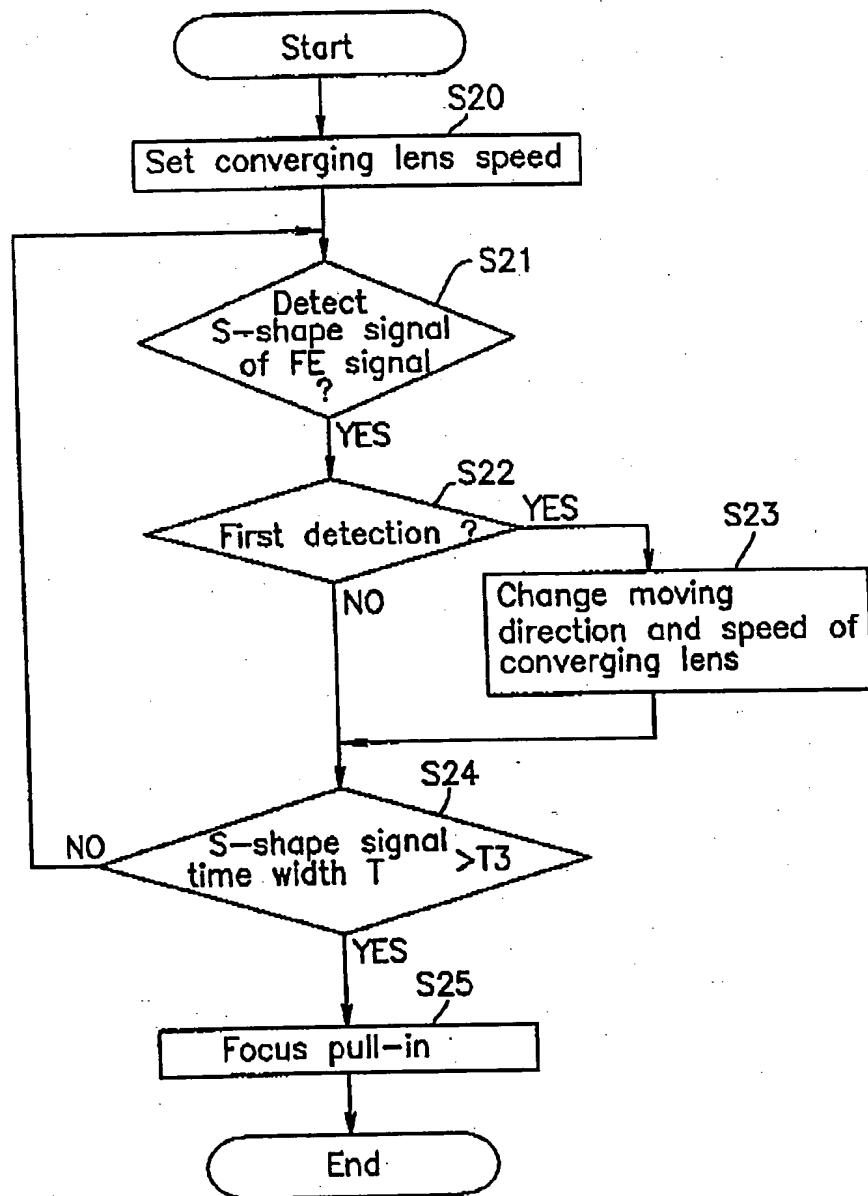 Start
S20
Set converging lens speed
S21
Detect
S-shape signal
of FE signal
?
YES
S22
First detection ?
YES
S23
NO
Change moving
direction and speed of
converging lens
S24
NO
S-shape signal
time width T >T3
YES
S25
Focus pull-in
End